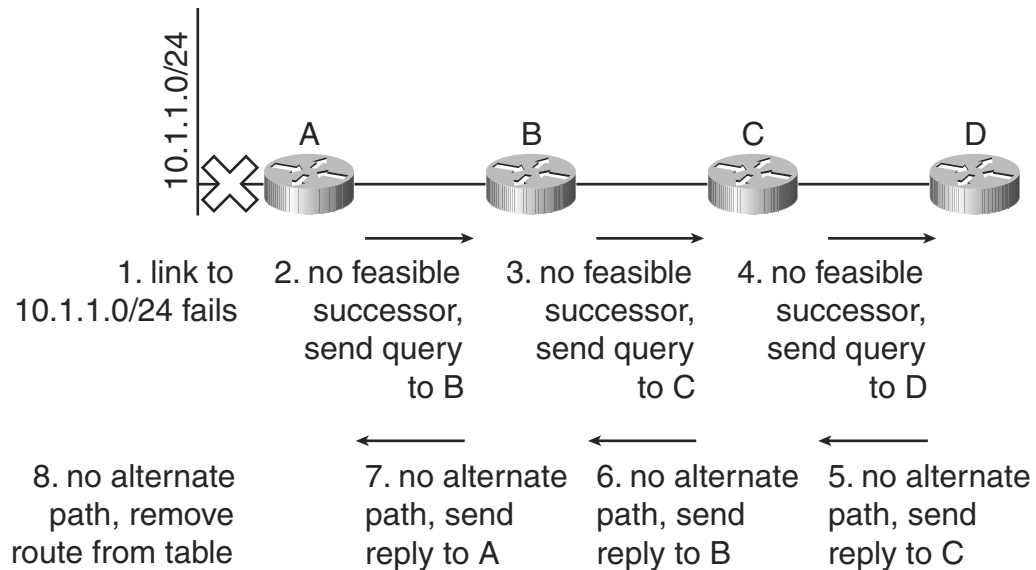 10.1.1.0/24
A
B
C
D
1. link to
10.1.1.0/24 fails
2. no feasible
successor,
send query
to B
3. no feasible
successor,
send query
to C
4. no feasible
successor,
send query
to D
8. no alternate
path, remove
route from table
7. no alternate
path, send
reply to A
6. no alternate
path, send
reply to B
5. no alternate
path, send
reply to C